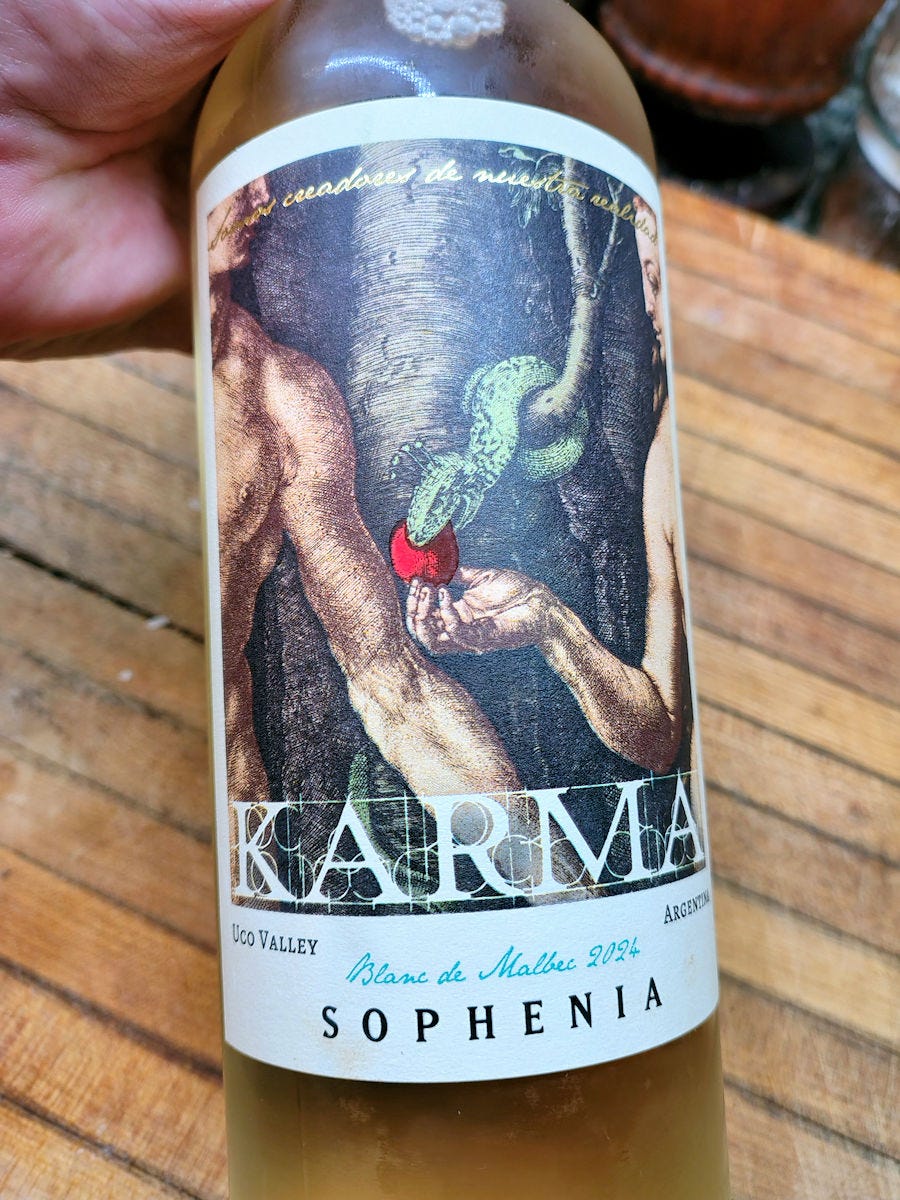 Somos creadores de nuestra realidad
KARMA
UCO VALLEY
ARGENTINA
Blanc de Malbec 2024
SOPHENIA